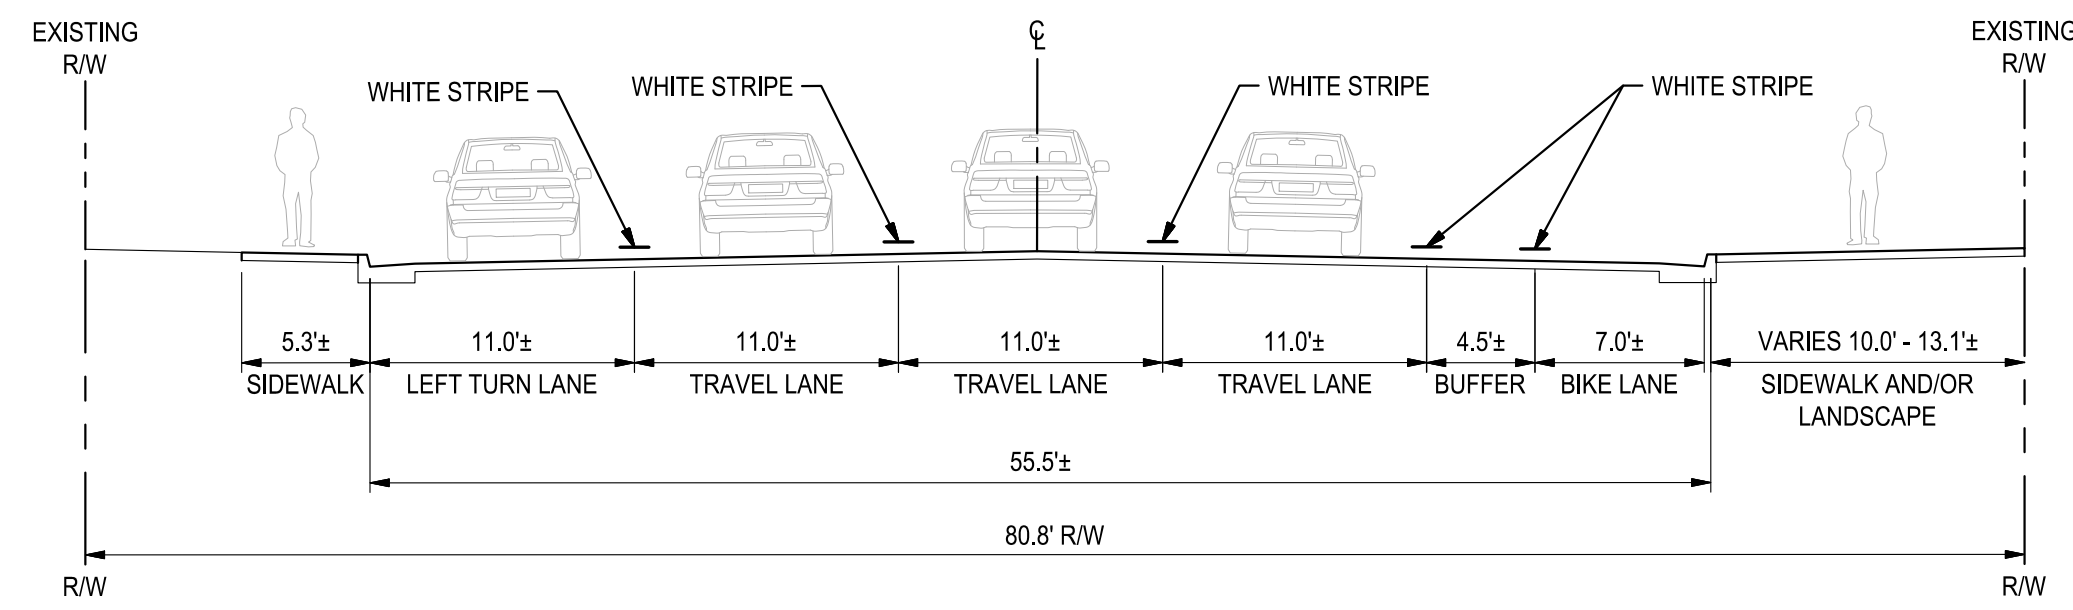 EXISTING
R/W
℄
EXISTING
R/W
WHITE STRIPE
WHITE STRIPE
WHITE STRIPE
WHITE STRIPE
5.3'±
11.0'±
11.0'±
11.0'±
11.0'±
4.5'±
7.0'±
VARIES 10.0' - 13.1'±
SIDEWALK
LEFT TURN LANE
TRAVEL LANE
TRAVEL LANE
TRAVEL LANE
BUFFER
BIKE LANE
SIDEWALK AND/OR
LANDSCAPE
55.5'±
80.8' R/W
R/W
R/W